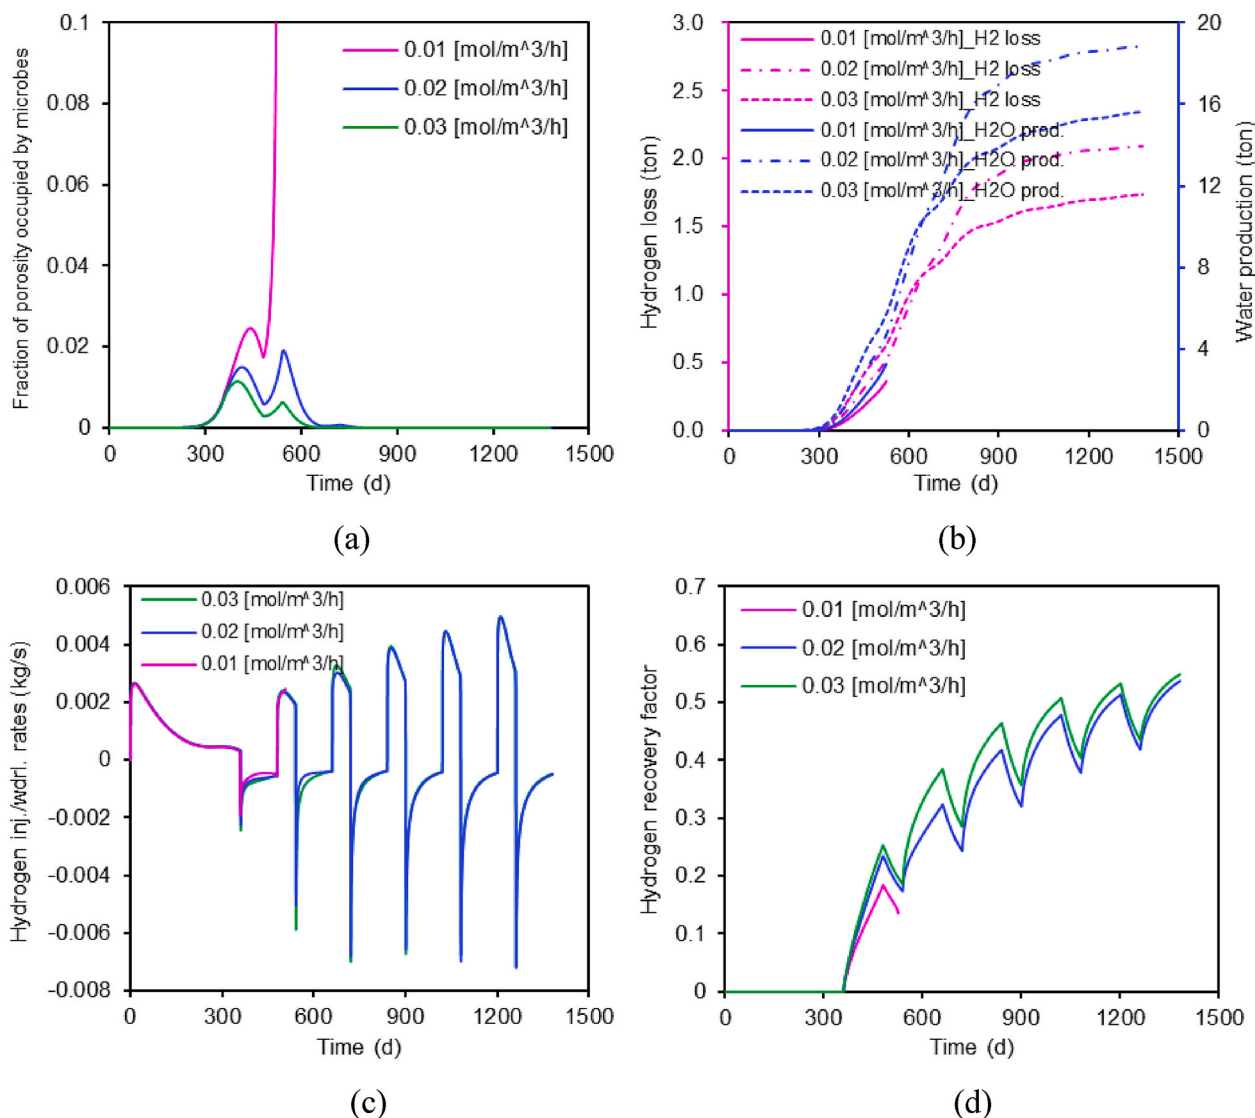 0.1
0.08
0.06
0.04
0.02
0
Fraction of porosity occupied by microbes
0.01 [mol/m^3/h]
0.02 [mol/m^3/h]
0.03 [mol/m^3/h]
0 300 600 900 1200 1500
Time (d)
(a)
3.0
2.5
2.0
1.5
1.0
0.5
0.0
Hydrogen loss (ton)
0.01 [mol/m^3/h]_H2 loss
0.02 [mol/m^3/h]_H2 loss
0.03 [mol/m^3/h]_H2 loss
0.01 [mol/m^3/h]_H2O prod.
0.02 [mol/m^3/h]_H2O prod.
0.03 [mol/m^3/h]_H2O prod.
20
16
12
8
4
0
Water production (ton)
0 300 600 900 1200 1500
Time (d)
(b)
0.006
0.004
0.002
0
-0.002
-0.004
-0.006
-0.008
Hydrogen inj./wdrl. rates (kg/s)
0.03 [mol/m^3/h]
0.02 [mol/m^3/h]
0.01 [mol/m^3/h]
0 300 600 900 1200 1500
Time (d)
(c)
0.7
0.6
0.5
0.4
0.3
0.2
0.1
0
Hydrogen recovery factor
0.01 [mol/m^3/h]
0.02 [mol/m^3/h]
0.03 [mol/m^3/h]
0 300 600 900 1200 1500
Time (d)
(d)